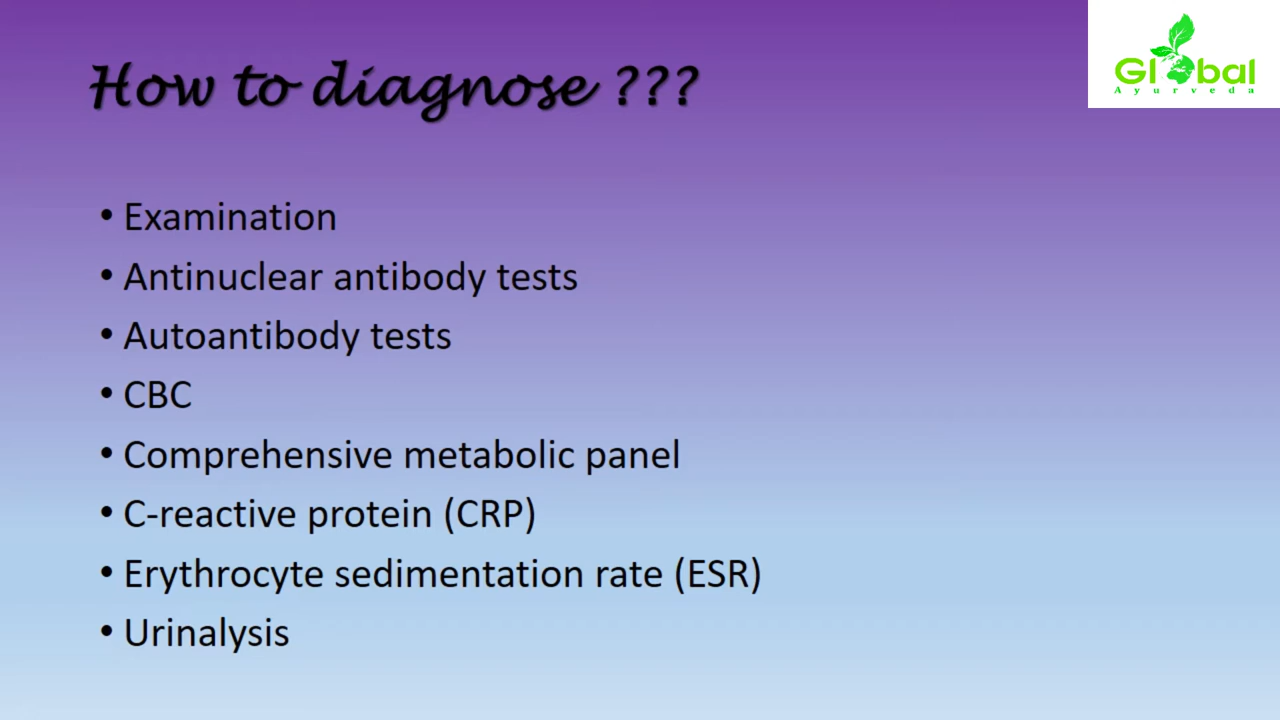 How to diagnose ???
Global
Ayurveda
• Examination
• Antinuclear antibody tests
• Autoantibody tests
• CBC
• Comprehensive metabolic panel
• C-reactive protein (CRP)
• Erythrocyte sedimentation rate (ESR)
• Urinalysis